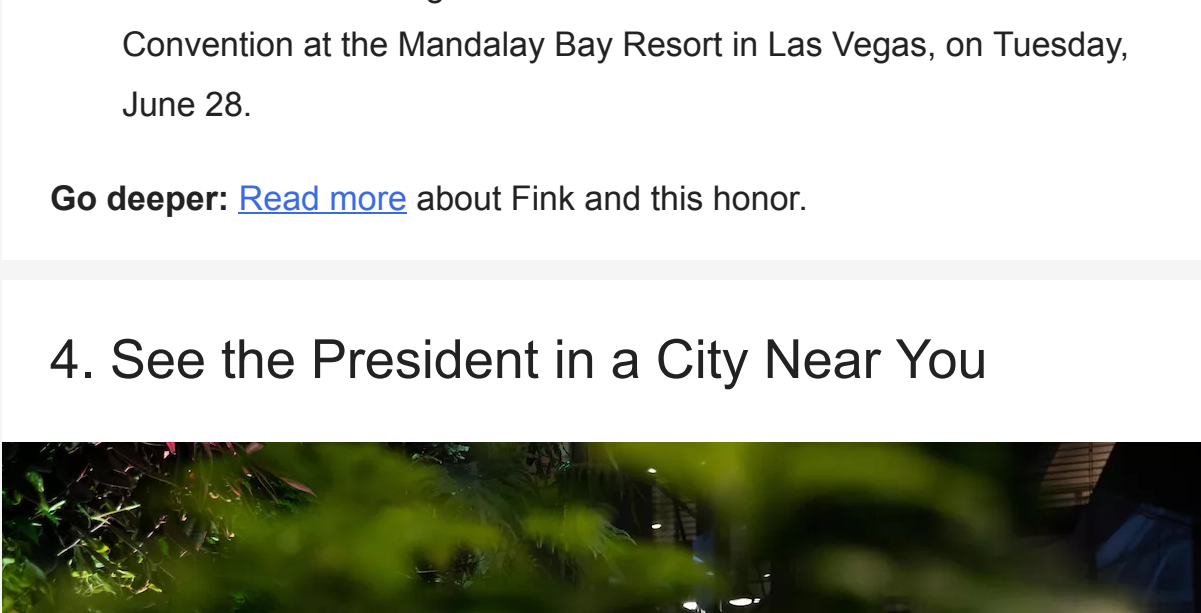 Convention at the Mandalay Bay Resort in Las Vegas, on Tuesday,
June 28.
Go deeper: Read more about Fink and this honor.
4. See the President in a City Near You